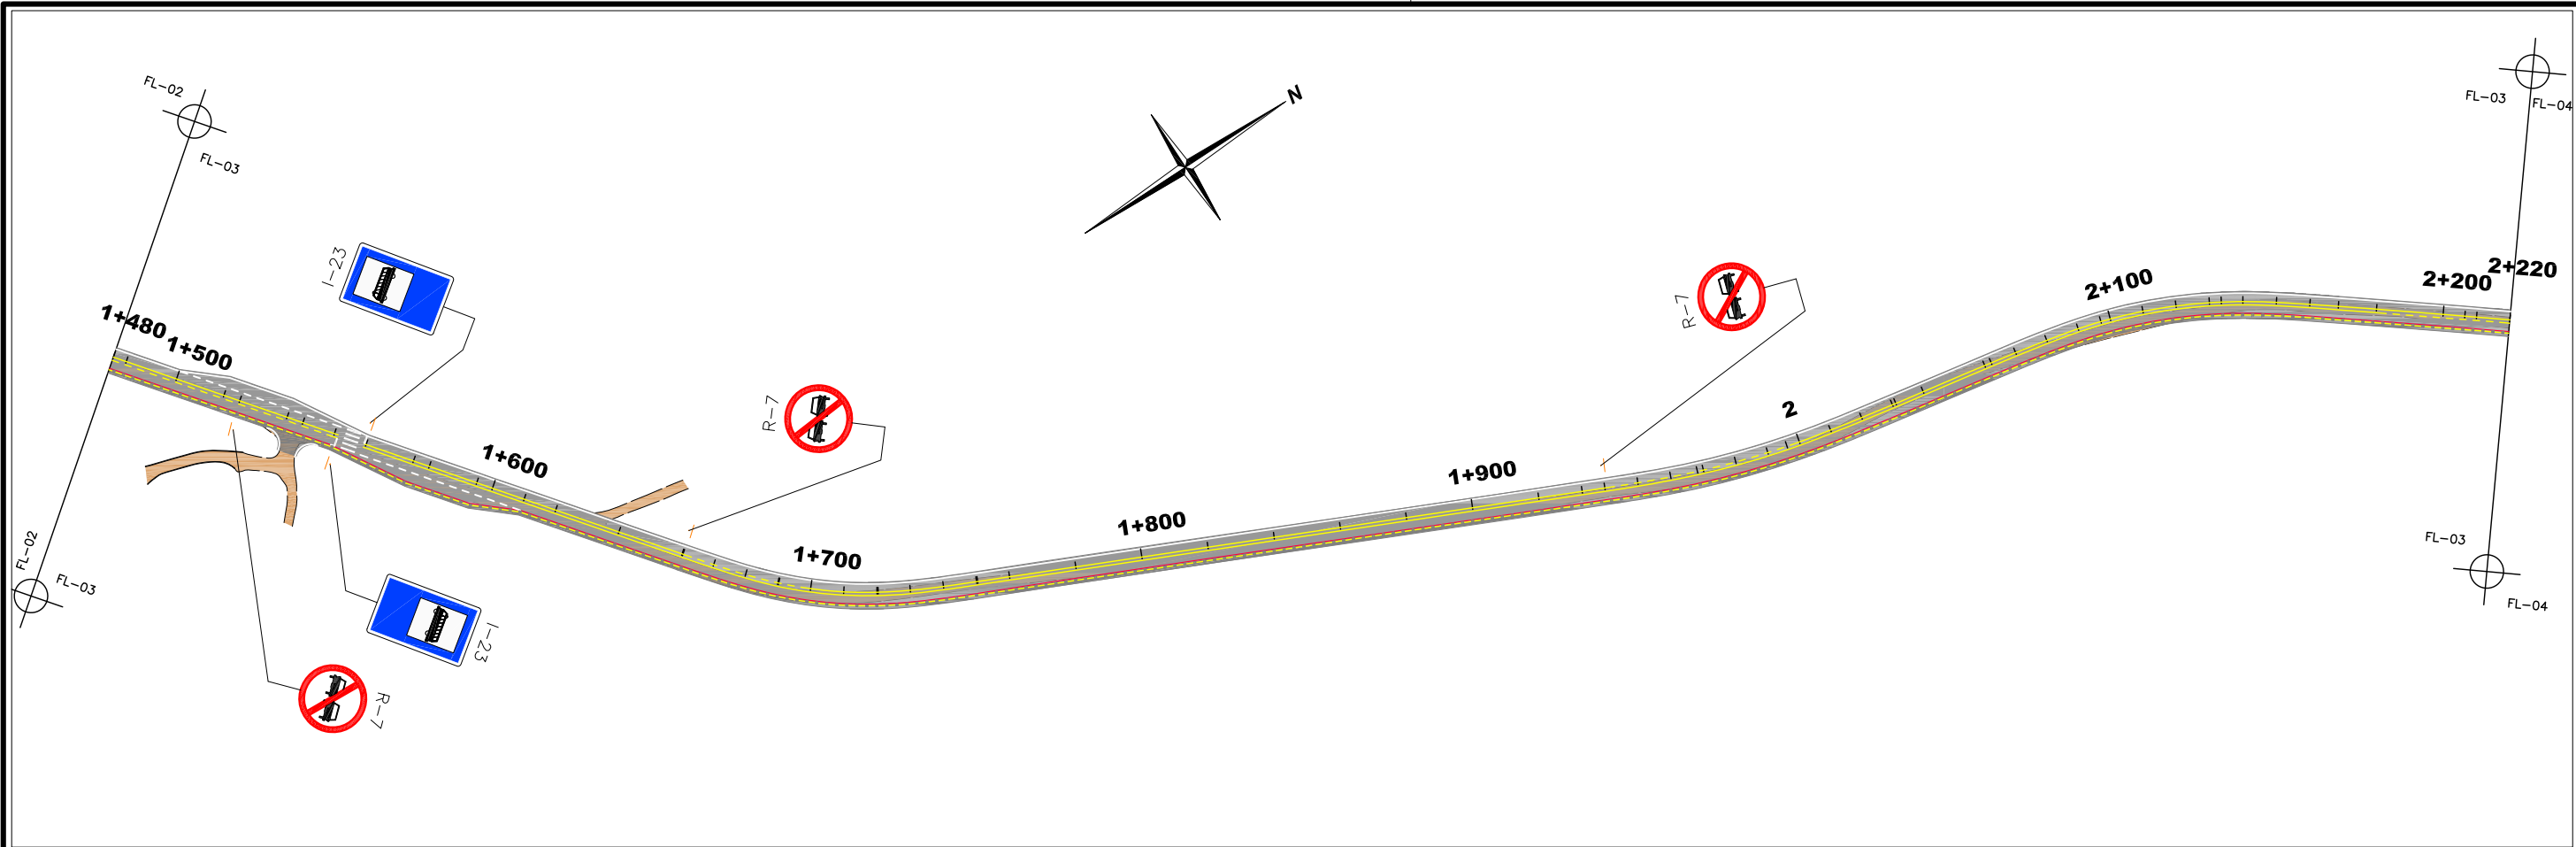 FL-02
FL-03
N
FL-03
FL-04
I-23
1+480
1+500
R-7
2+100
2+200
2+220
R-7
2
1+600
1+900
1+800
1+700
FL-02
FL-03
FL-03
FL-04
I-23
R-7